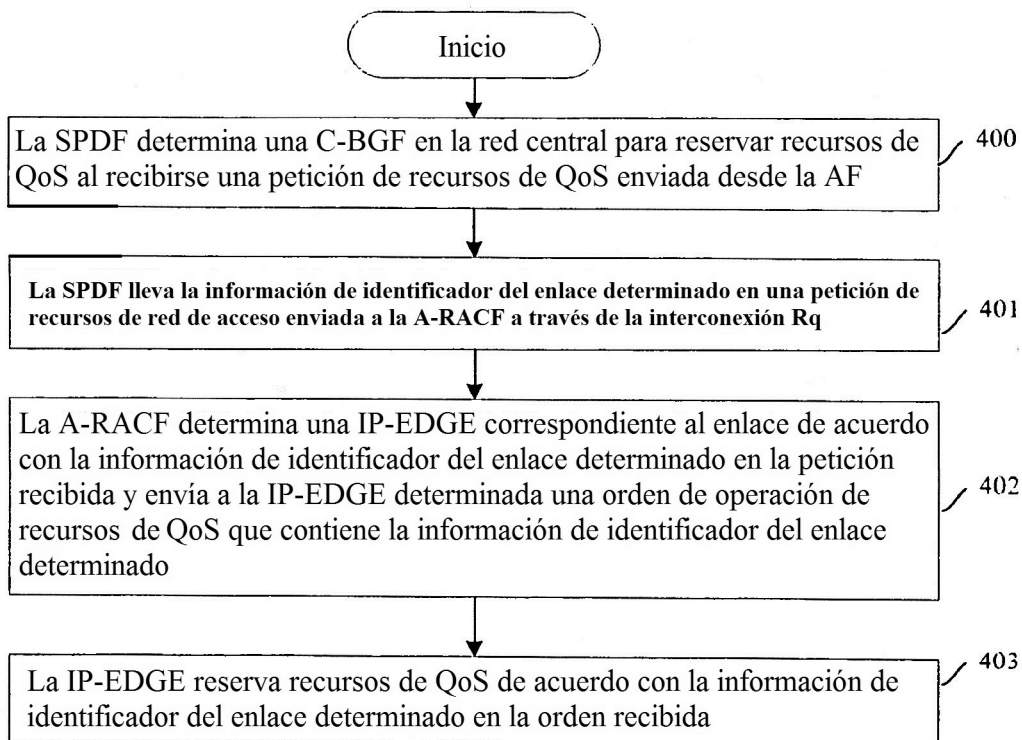 Inicio
La SPDF determina una C-BGF en la red central para reservar recursos de
QoS al recibirse una petición de recursos de QoS enviada desde la AF
400
La SPDF lleva la información de identificador del enlace determinado en una petición de
recursos de red de acceso enviada a la A-RACF a través de la interconexión Rq
401
La A-RACF determina una IP-EDGE correspondiente al enlace de acuerdo
con la información de identificador del enlace determinado en la petición
recibida y envía a la IP-EDGE determinada una orden de operación de
recursos de QoS que contiene la información de identificador del enlace
determinado
402
La IP-EDGE reserva recursos de QoS de acuerdo con la información de
identificador del enlace determinado en la orden recibida
403